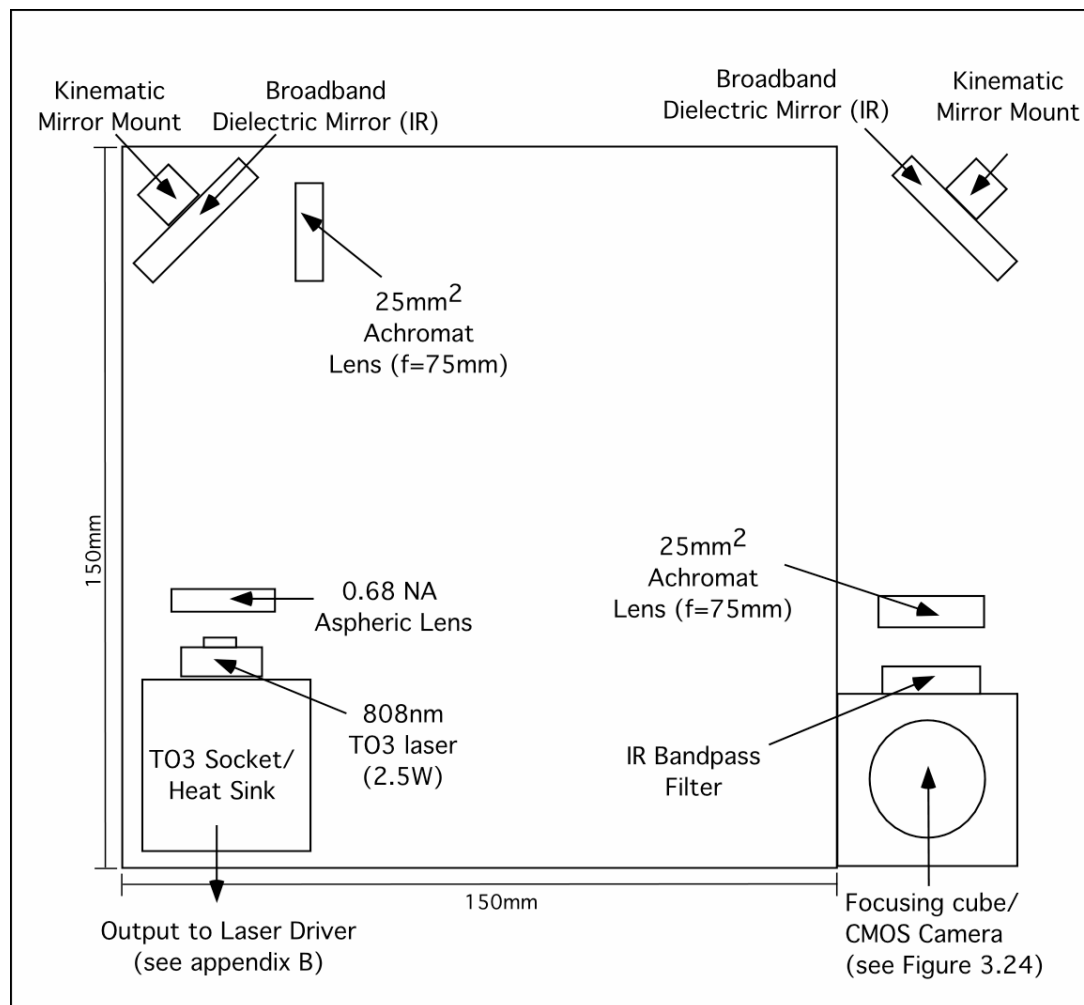 Kinematic
Mirror Mount
Broadband
Dielectric Mirror (IR)
Broadband
Dielectric Mirror (IR)
Kinematic
Mirror Mount
25mm2
Achromat
Lens (f=75mm)
150mm
0.68 NA
Aspheric Lens
25mm2
Achromat
Lens (f=75mm)
808nm
TO3 laser
(2.5W)
TO3 Socket/
Heat Sink
IR Bandpass
Filter
150mm
Output to Laser Driver
(see appendix B)
Focusing cube/
CMOS Camera
(see Figure 3.24)